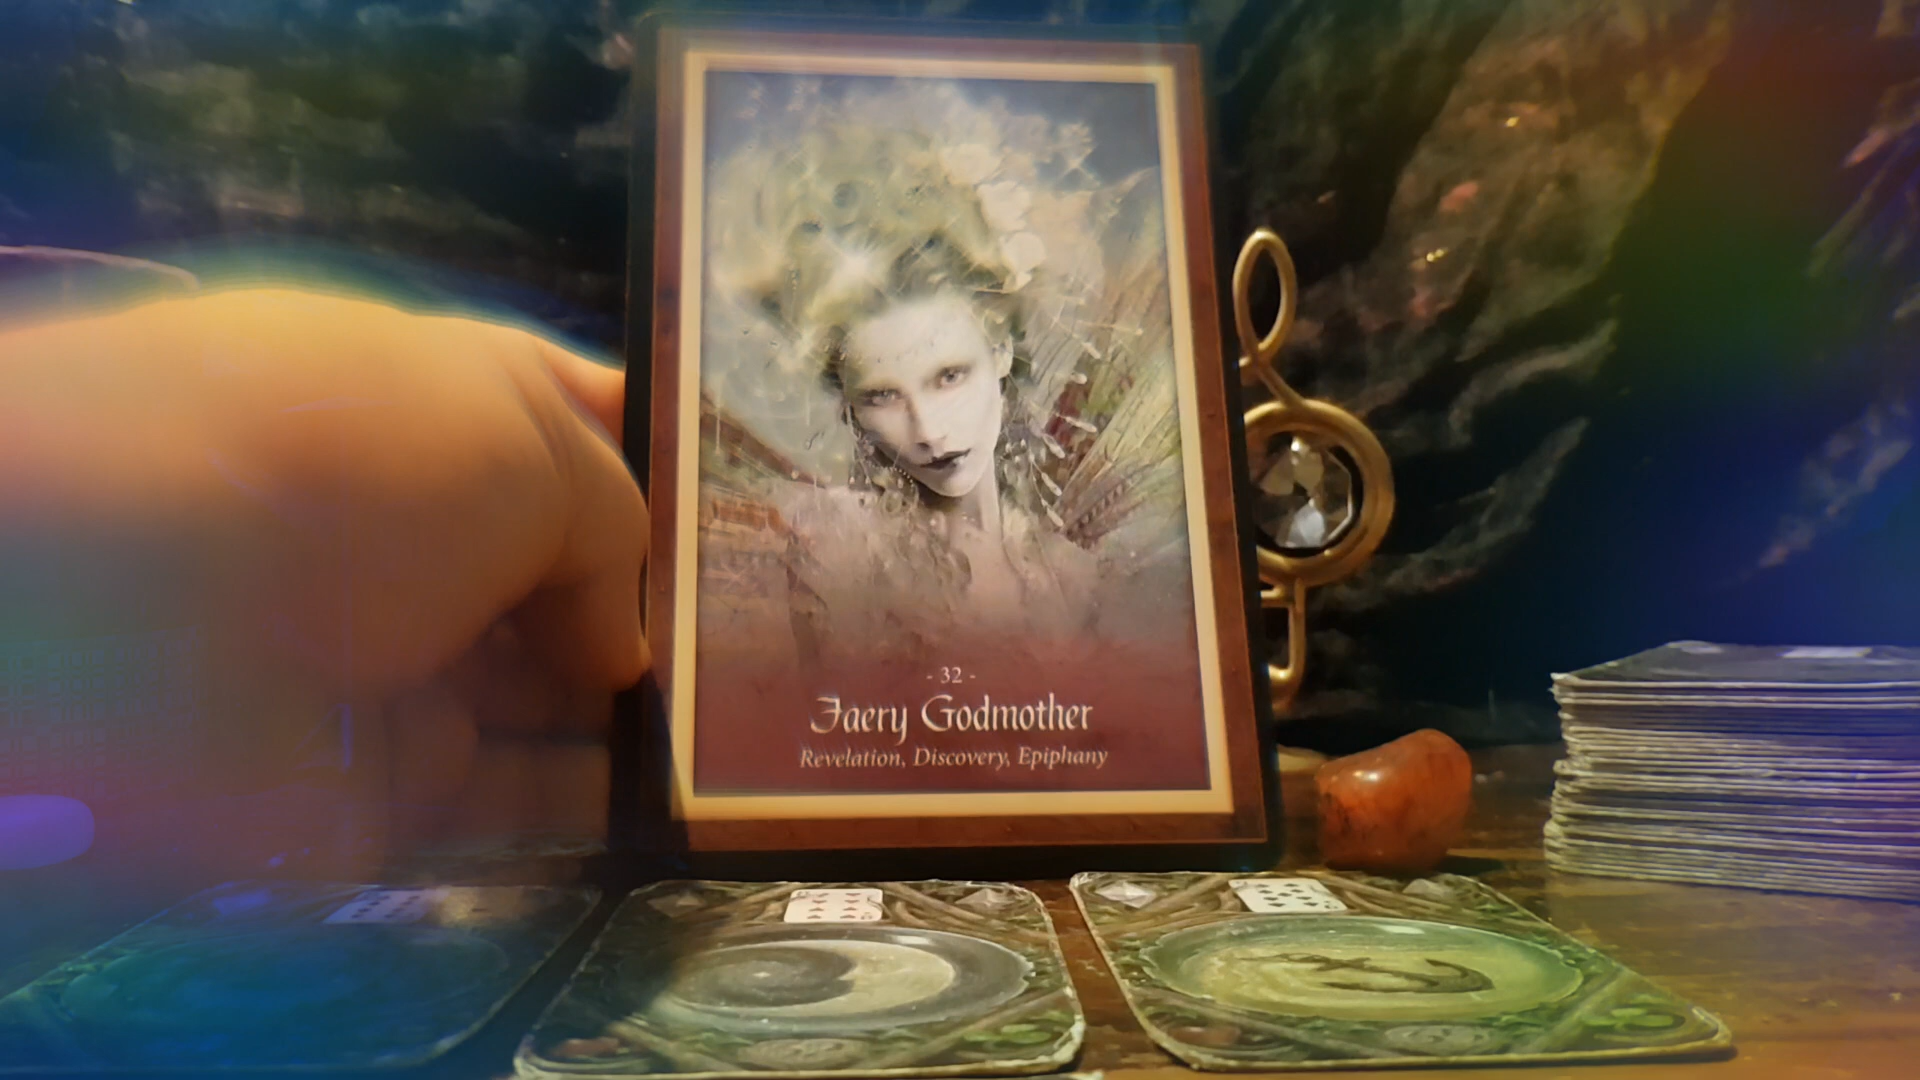 - 32 -
Faery Godmother
Revelation, Discovery, Epiphany